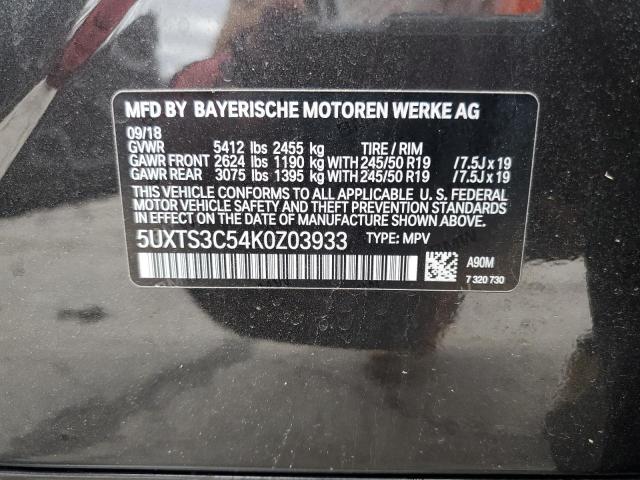 MFD BY BAYERISCHE MOTOREN WERKE AG
09/18
GVWR 5412 lbs 2455 kg TIRE / RIM
GAWR FRONT 2624 lbs 1190 kg WITH 245/50 R19 /7.5J x 19
GAWR REAR 3075 lbs 1395 kg WITH 245/50 R19 /7.5J x 19
THIS VEHICLE CONFORMS TO ALL APPLICABLE U. S. FEDERAL
MOTOR VEHICLE SAFETY AND THEFT PREVENTION STANDARDS
IN EFFECT ON THE DATE OF MANUFACTURE SHOWN ABOVE.
5UXTS3C54K0Z03933 TYPE: MPV
A90M
7 320 730